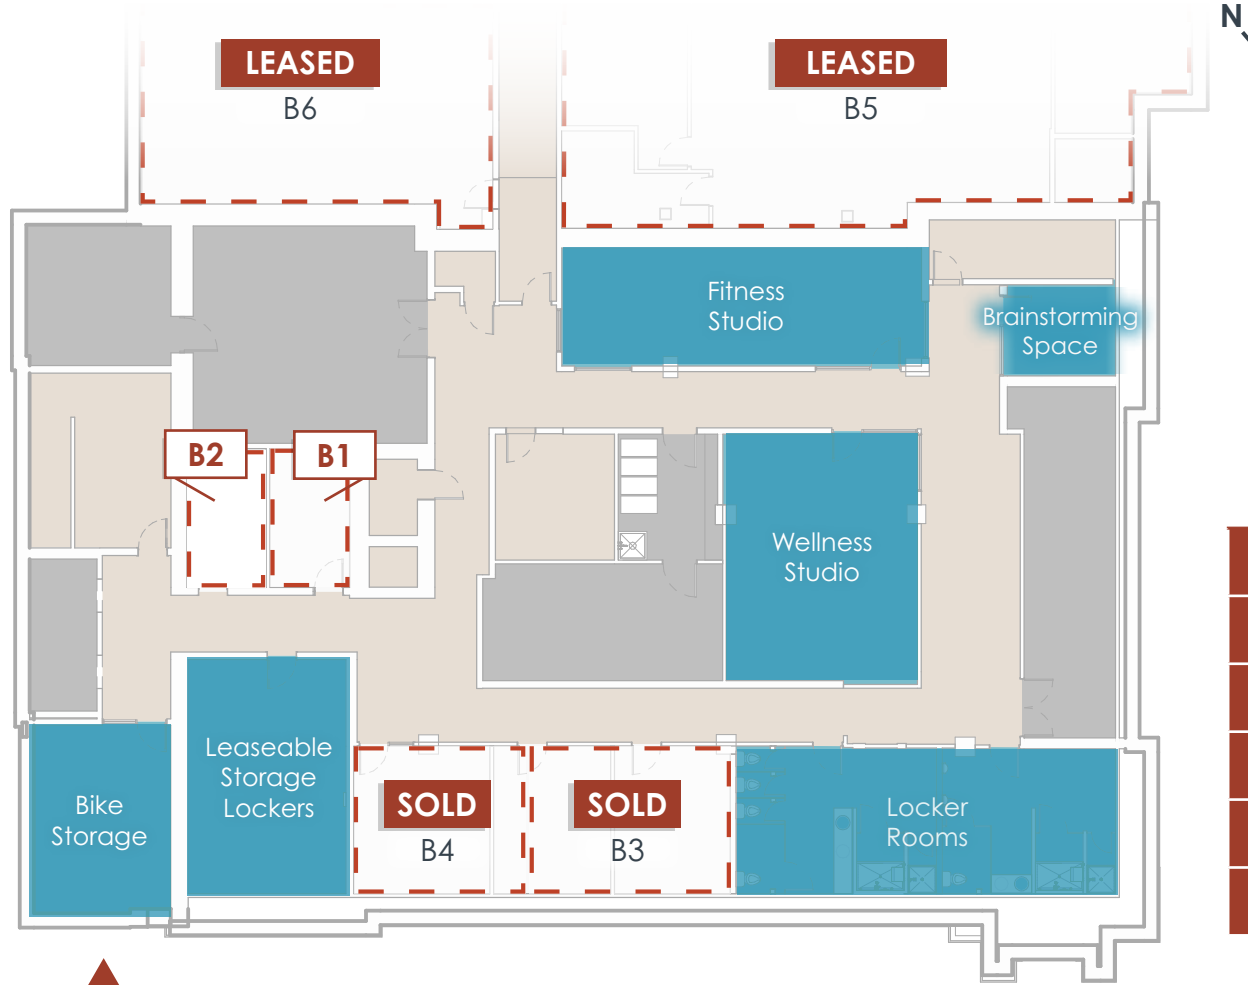 N
LEASED
B6
LEASED
B5
Fitness
Studio
Brainstorming
Space
B2
B1
Wellness
Studio
Leaseable
Storage
Lockers
Bike
Storage
SOLD
B4
SOLD
B3
Locker
Rooms